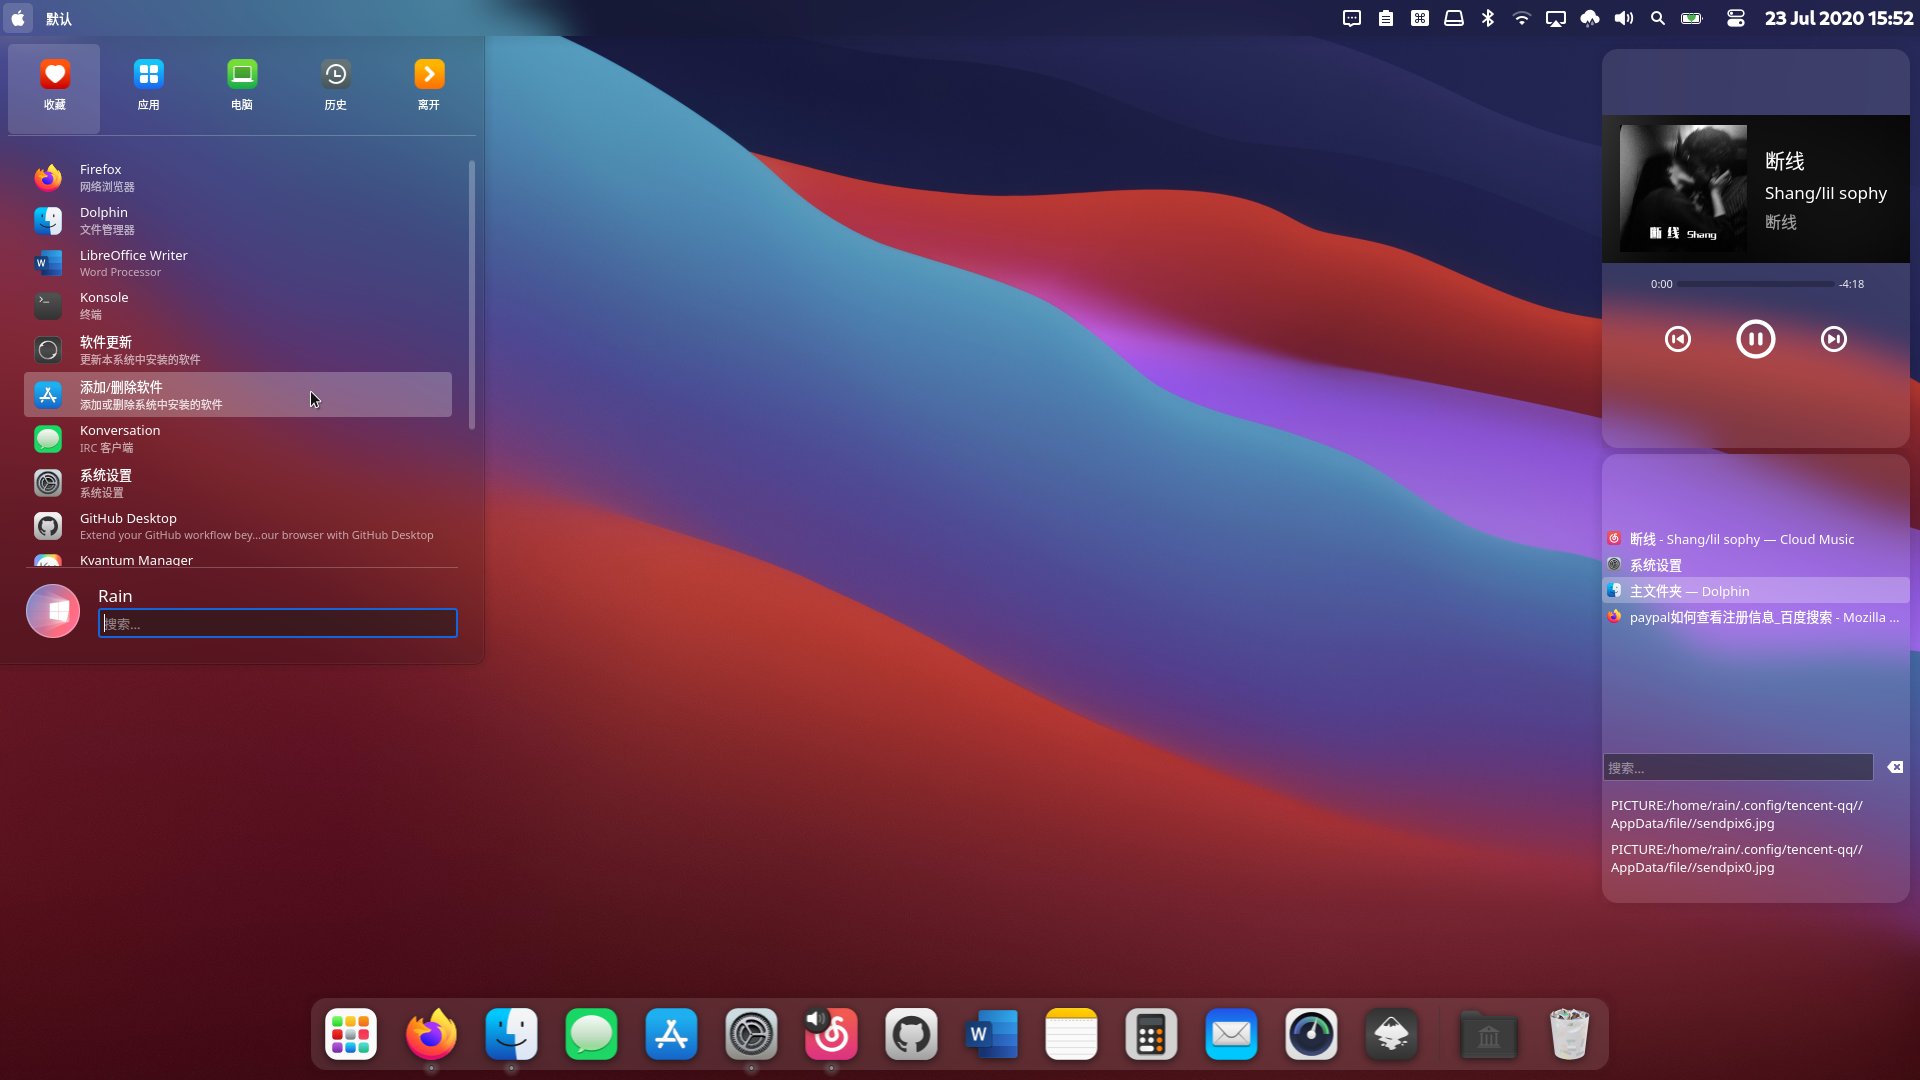 默认
23 Jul 2020 15:52
收藏
应用
电脑
历史
离开
Firefox
网络浏览器
Dolphin
文件管理器
LibreOffice Writer
Word Processor
Konsole
终端
软件更新
更新本系统中安装的软件
添加/删除软件
添加或删除系统中安装的软件
Konversation
IRC 客户端
系统设置
系统设置
GitHub Desktop
Extend your GitHub workflow bey...our browser with GitHub Desktop
Kvantum Manager
Rain
搜索...
断线 Shang
断线
Shang/lil sophy
断线
0:00
-4:18
断线 - Shang/lil sophy — Cloud Music
系统设置
主文件夹 — Dolphin
paypal如何查看注册信息_百度搜索 - Mozilla ...
搜索...
PICTURE:/home/rain/.config/tencent-qq//
AppData/file//sendpix6.jpg
PICTURE:/home/rain/.config/tencent-qq//
AppData/file//sendpix0.jpg
W